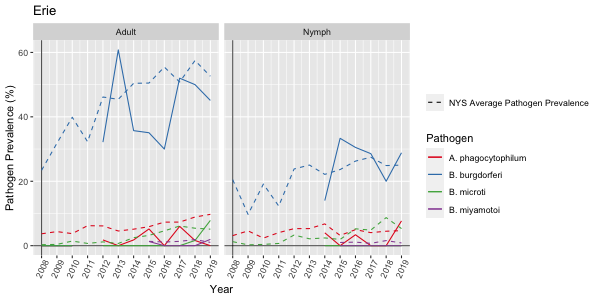 Erie
Adult
Nymph
60
40
20
0
Pathogen Prevalence (%)
2008 2009 2010 2011 2012 2013 2014 2015 2016 2017 2018 2019
2008 2009 2010 2011 2012 2013 2014 2015 2016 2017 2018 2019
Year
NYS Average Pathogen Prevalence
Pathogen
A. phagocytophilum
B. burgdorferi
B. microti
B. miyamotoi